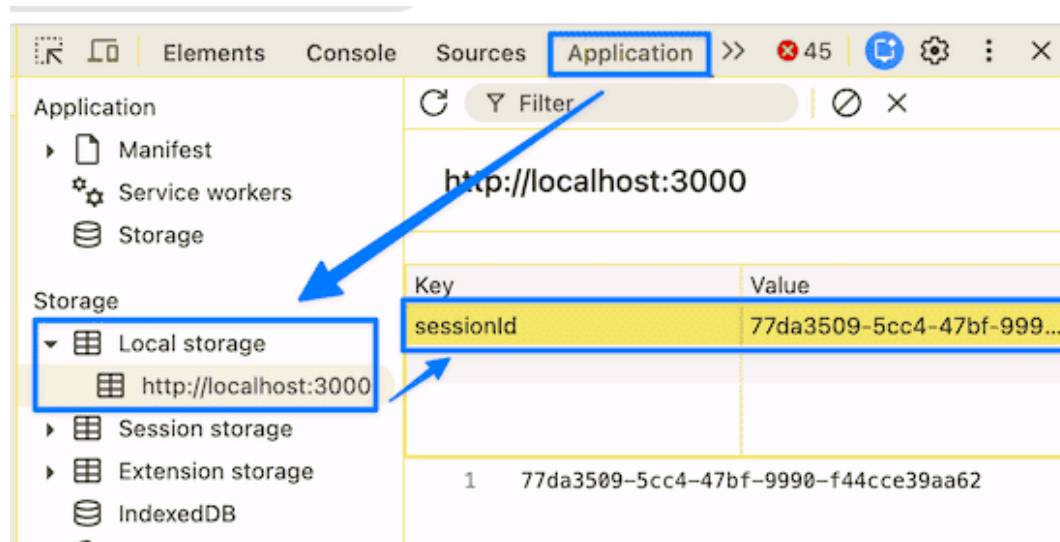 Elements Console Sources Application >> 45
Application
Manifest
Service workers
Storage
Storage
Local storage
http://localhost:3000
Session storage
Extension storage
IndexedDB
Filter
http://localhost:3000
Key Value
sessionId 77da3509-5cc4-47bf-999...
1 77da3509-5cc4-47bf-9990-f44cce39aa62